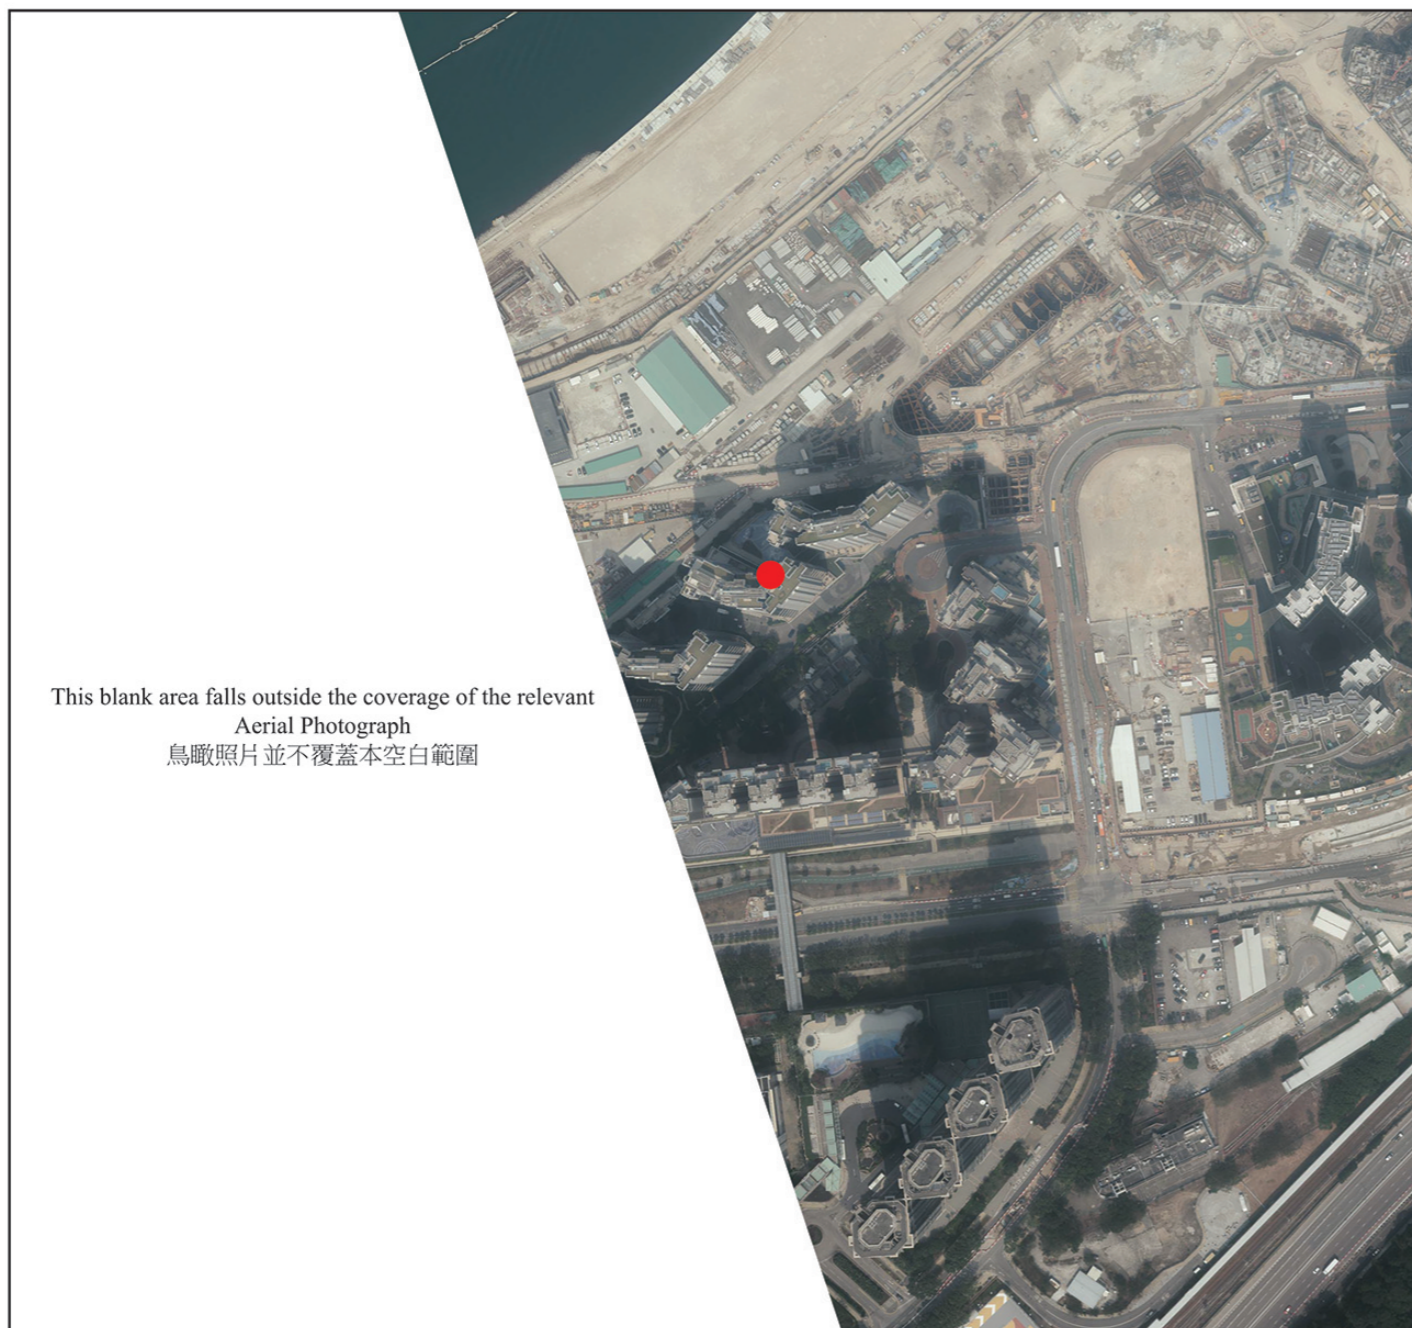 This blank area falls outside the coverage of the relevant
Aerial Photograph
鳥瞰照片並不覆蓋本空白範圍